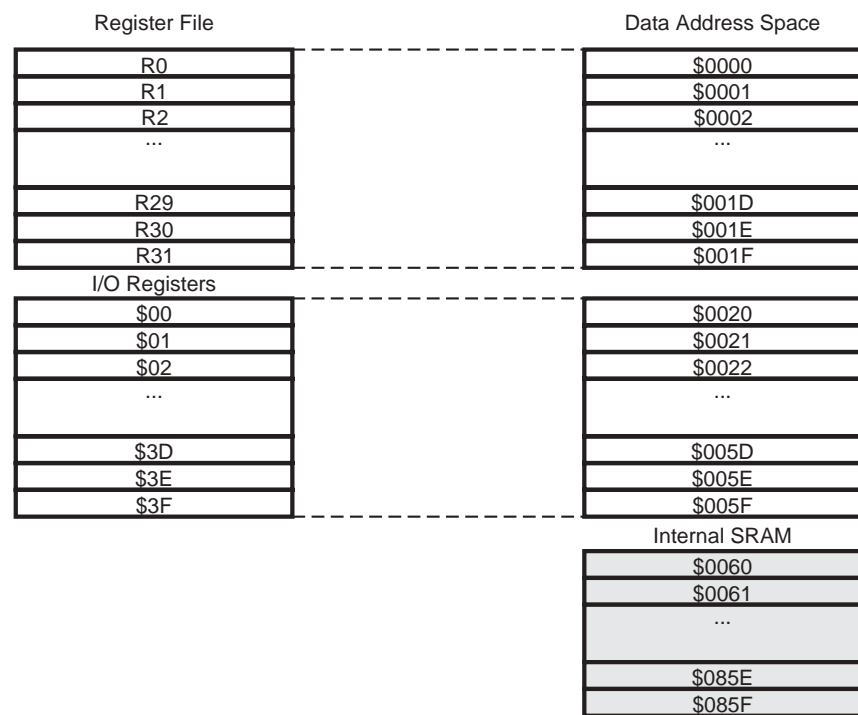 Register File
Data Address Space
R0
$0000
R1
$0001
R2
$0002
...
...
R29
$001D
R30
$001E
R31
$001F
I/O Registers
$00
$0020
$01
$0021
$02
$0022
...
...
$3D
$005D
$3E
$005E
$3F
$005F
Internal SRAM
$0060
$0061
...
$085E
$085F